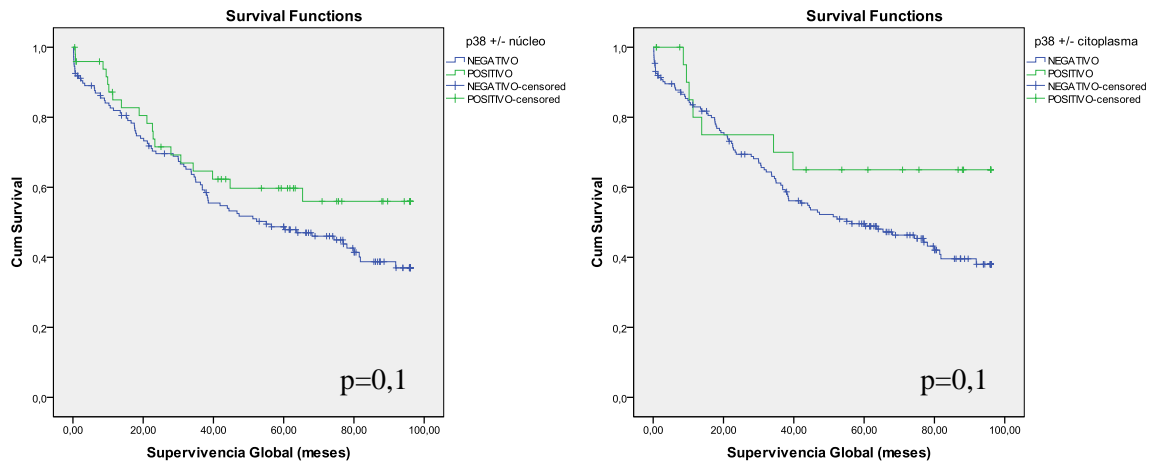 Survival Functions
p38 +/- núcleo
NEGATIVO
POSITIVO
NEGATIVO-censored
POSITIVO-censored
Cum Survival
1,0
0,8
0,6
0,4
0,2
0,0
p=0,1
0,00 20,00 40,00 60,00 80,00 100,00
Supervivencia Global (meses)
Survival Functions
p38 +/- citoplasma
NEGATIVO
POSITIVO
NEGATIVO-censored
POSITIVO-censored
Cum Survival
1,0
0,8
0,6
0,4
0,2
0,0
p=0,1
0,00 20,00 40,00 60,00 80,00 100,00
Supervivencia Global (meses)